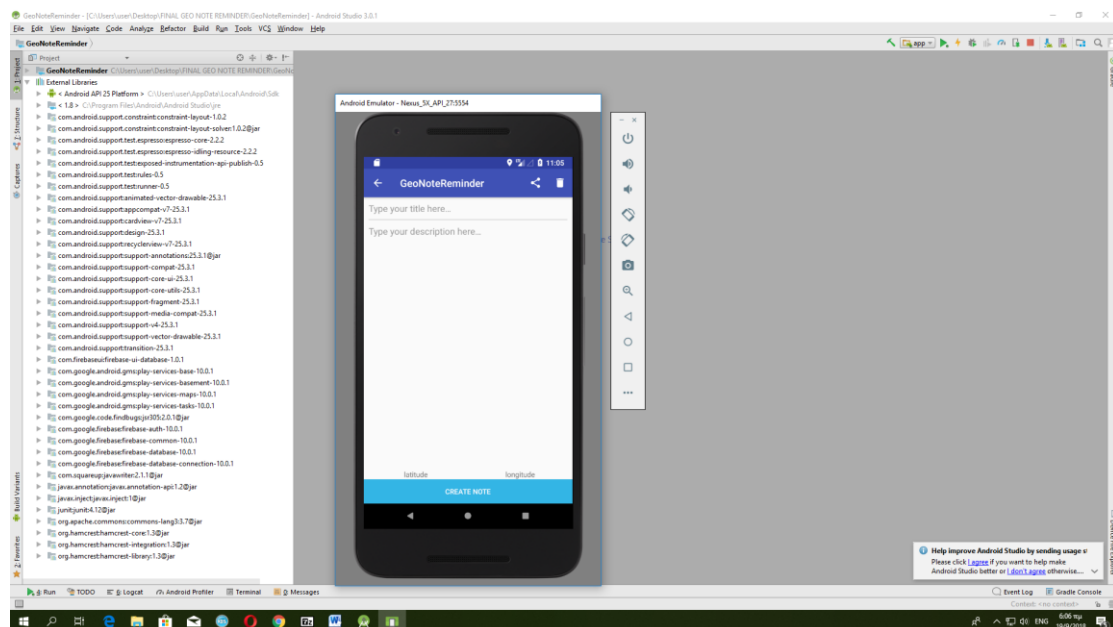 GeoNoteReminder - [C:\Users\user\Desktop\FINAL GEO NOTE REMINDER\GeoNoteReminder] - Android Studio 3.0.1
File Edit View Navigate Code Analyze Refactor Build Run Tools VCS Window Help
GeoNoteReminder
app
Project
GeoNoteReminder C:\Users\user\Desktop\FINAL GEO NOTE REMINDER\GeoNo
External Libraries
< Android API 25 Platform > C:\Users\user\AppData\Local\Android\Sdk
< 1.8 > C:\Program Files\Android\Android Studio\jre
com.android.support.constraint:constraint-layout-1.0.2
com.android.support.constraint:constraint-layout-solver:1.0.2@jar
com.android.support.test.espresso:espresso-core-2.2.2
com.android.support.test.espresso:espresso-idling-resource-2.2.2
com.android.support.test:exposed-instrumentation-api-publish-0.5
com.android.support.test:rules-0.5
com.android.support.test:runner-0.5
com.android.support:animated-vector-drawable-25.3.1
com.android.support:appcompat-v7-25.3.1
com.android.support:cardview-v7-25.3.1
com.android.support:design-25.3.1
com.android.support:recyclerview-v7-25.3.1
com.android.support:support-annotations:25.3.1@jar
com.android.support:support-compat-25.3.1
com.android.support:support-core-ui-25.3.1
com.android.support:support-core-utils-25.3.1
com.android.support:support-fragment-25.3.1
com.android.support:support-media-compat-25.3.1
com.android.support:support-v4-25.3.1
com.android.support:support-vector-drawable-25.3.1
com.android.support:transition-25.3.1
com.firebaseui:firebase-ui-database-1.0.1
com.google.android.gms:play-services-base-10.0.1
com.google.android.gms:play-services-basement-10.0.1
com.google.android.gms:play-services-maps-10.0.1
com.google.android.gms:play-services-tasks-10.0.1
com.google.code.findbugs:jsr305:2.0.1@jar
com.google.firebase:firebase-auth-10.0.1
com.google.firebase:firebase-common-10.0.1
com.google.firebase:firebase-database-10.0.1
com.google.firebase:firebase-database-connection-10.0.1
com.squareup:javawriter:2.1.1@jar
javax.annotation:javax.annotation-api:1.2@jar
javax.inject:javax.inject:1@jar
junit:junit:4.12@jar
org.apache.commons:commons-lang3:3.7@jar
org.hamcrest:hamcrest-core:1.3@jar
org.hamcrest:hamcrest-integration:1.3@jar
org.hamcrest:hamcrest-library:1.3@jar
1: Project
7: Structure
Captures
Build Variants
2: Favorites
Android Emulator - Nexus_5X_API_27:5554
11:05
GeoNoteReminder
Type your title here...
Type your description here...
latitude longitude
CREATE NOTE
Help improve Android Studio by sending usage s
Please click I agree if you want to help make
Android Studio better or I don't agree otherwise....
4: Run TODO 6: Logcat Android Profiler Terminal 0: Messages
Event Log Gradle Console
Context: <no context>
ENG
6:06 πμ
19/9/2018